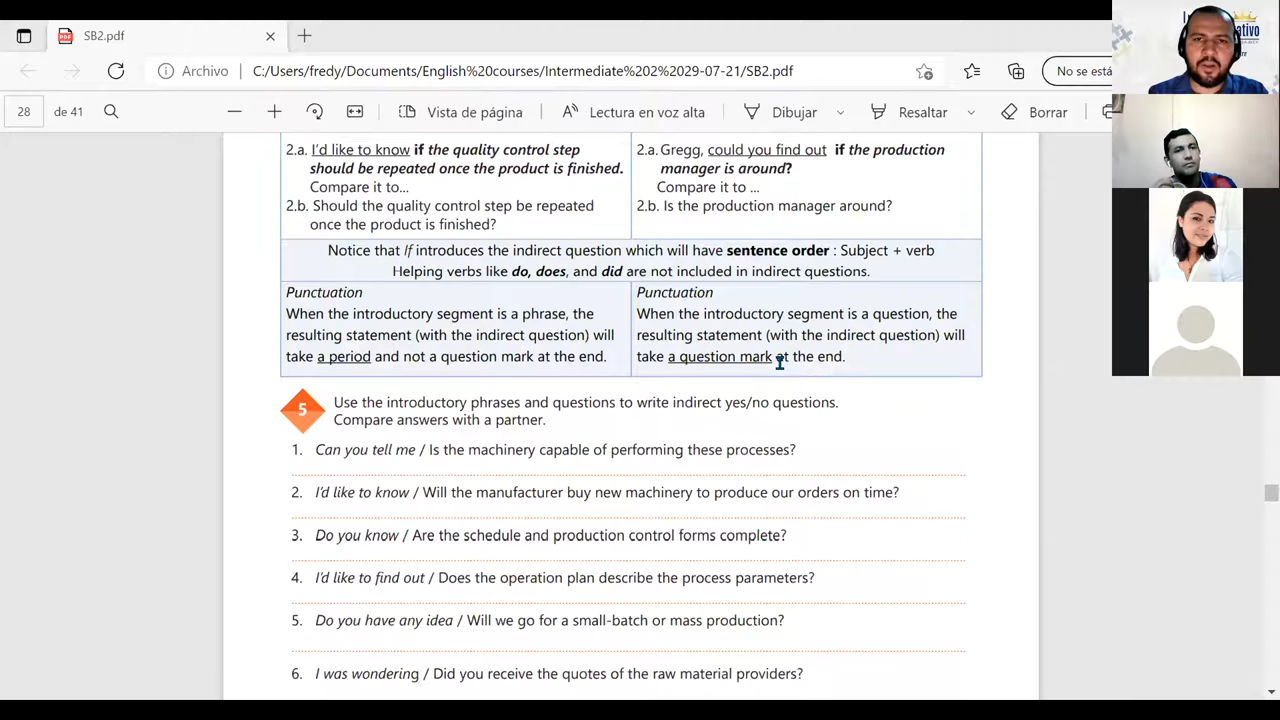 SB2.pdf
Archivo
C:/Users/fredy/Documents/English%20courses/Intermediate%202%2029-07-21/SB2.pdf
No se está
28 de 41
Vista de página
Lectura en voz alta
Dibujar
Resaltar
Borrar
2.a. I'd like to know if the quality control step
should be repeated once the product is finished.
Compare it to...
2.b. Should the quality control step be repeated
once the product is finished?
2.a. Gregg, could you find out if the production
manager is around?
Compare it to ...
2.b. Is the production manager around?
Notice that If introduces the indirect question which will have sentence order : Subject + verb
Helping verbs like do, does, and did are not included in indirect questions.
Punctuation
When the introductory segment is a phrase, the
resulting statement (with the indirect question) will
take a period and not a question mark at the end.
Punctuation
When the introductory segment is a question, the
resulting statement (with the indirect question) will
take a question mark at the end.
5
Use the introductory phrases and questions to write indirect yes/no questions.
Compare answers with a partner.
1. Can you tell me / Is the machinery capable of performing these processes?
2. I'd like to know / Will the manufacturer buy new machinery to produce our orders on time?
3. Do you know / Are the schedule and production control forms complete?
4. I'd like to find out / Does the operation plan describe the process parameters?
5. Do you have any idea / Will we go for a small-batch or mass production?
6. I was wondering / Did you receive the quotes of the raw material providers?